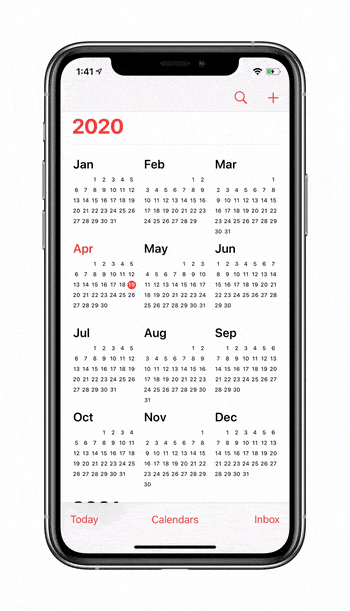 1:41
2020
Jan Feb Mar
1 2 3 4 5 1 2 1
6 7 8 9 10 11 12 3 4 5 6 7 8 9 2 3 4 5 6 7 8
13 14 15 16 17 18 19 10 11 12 13 14 15 16 9 10 11 12 13 14 15
20 21 22 23 24 25 26 17 18 19 20 21 22 23 16 17 18 19 20 21 22
27 28 29 30 31 24 25 26 27 28 29 23 24 25 26 27 28 29
30 31
Apr May Jun
1 2 3 4 5 1 2 3 1 2 3 4 5 6 7
6 7 8 9 10 11 12 4 5 6 7 8 9 10 8 9 10 11 12 13 14
13 14 15 16 17 18 19 11 12 13 14 15 16 17 15 16 17 18 19 20 21
20 21 22 23 24 25 26 18 19 20 21 22 23 24 22 23 24 25 26 27 28
27 28 29 30 25 26 27 28 29 30 31 29 30
Jul Aug Sep
1 2 3 4 5 1 2 1 2 3 4 5 6
6 7 8 9 10 11 12 3 4 5 6 7 8 9 7 8 9 10 11 12 13
13 14 15 16 17 18 19 10 11 12 13 14 15 16 14 15 16 17 18 19 20
20 21 22 23 24 25 26 17 18 19 20 21 22 23 21 22 23 24 25 26 27
27 28 29 30 31 24 25 26 27 28 29 30 28 29 30
31
Oct Nov Dec
1 2 3 4 1 1 2 3 4 5 6
5 6 7 8 9 10 11 2 3 4 5 6 7 8 7 8 9 10 11 12 13
12 13 14 15 16 17 18 9 10 11 12 13 14 15 14 15 16 17 18 19 20
19 20 21 22 23 24 25 16 17 18 19 20 21 22 21 22 23 24 25 26 27
26 27 28 29 30 31 23 24 25 26 27 28 29 28 29 30 31
30
Today Calendars Inbox